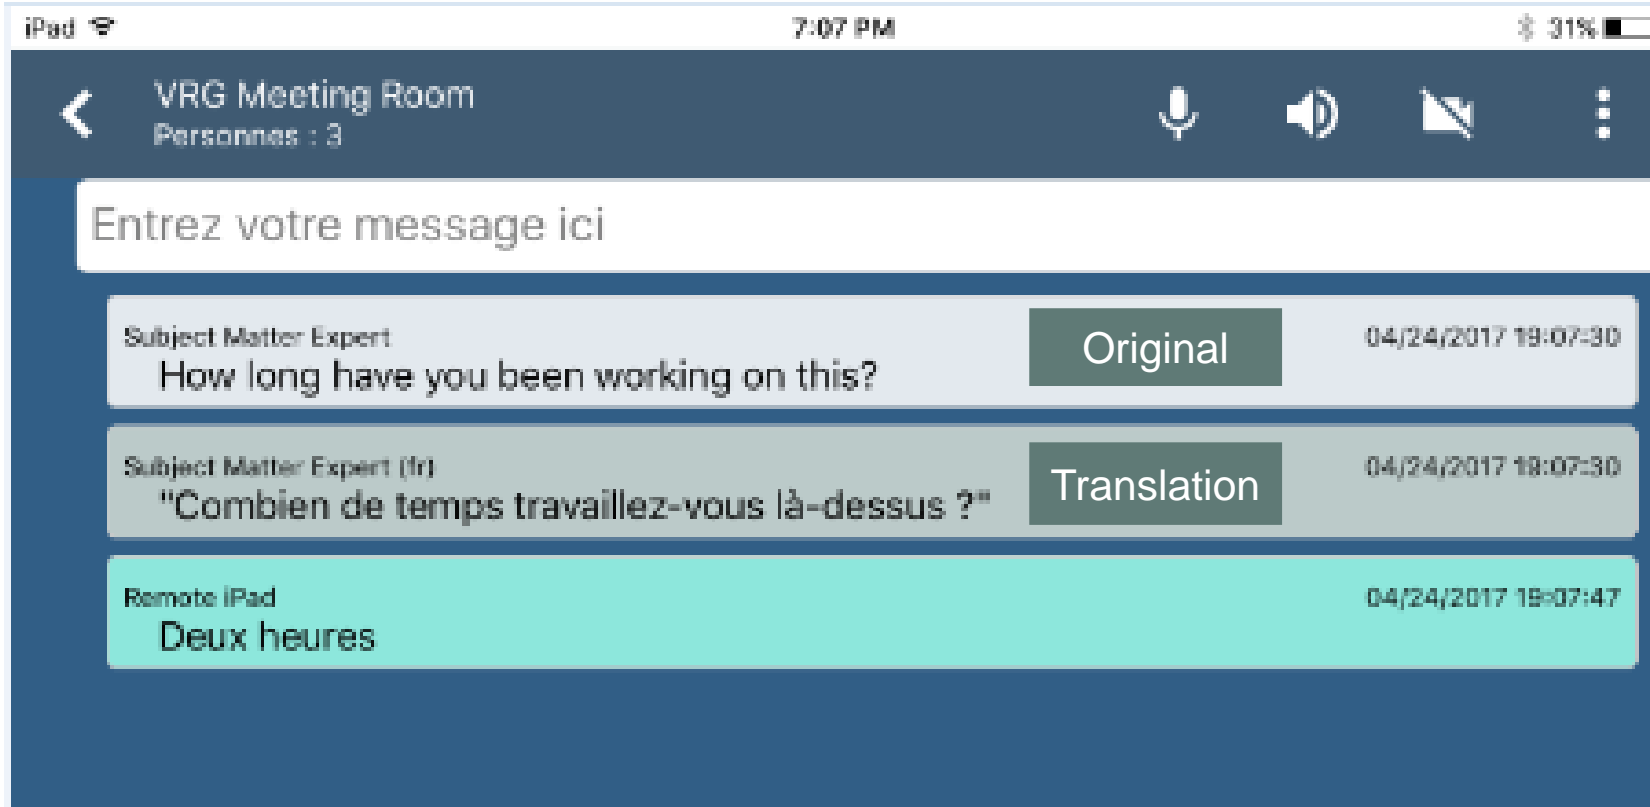 iPad 7:07 PM 31%
VRG Meeting Room
Personnes : 3
Entrez votre message ici
Subject Matter Expert Original 04/24/2017 19:07:30
How long have you been working on this?
Subject Matter Expert (fr) Translation 04/24/2017 19:07:30
"Combien de temps travaillez-vous là-dessus ?"
Remote iPad 04/24/2017 19:07:47
Deux heures